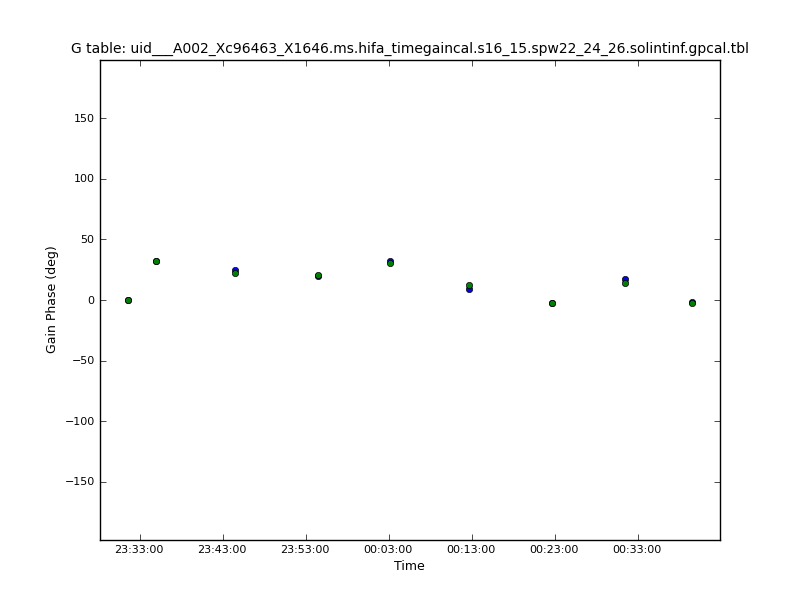 G table: uid___A002_Xc96463_X1646.ms.hifa_timegaincal.s16_15.spw22_24_26.solintinf.gpcal.tbl
150
100
50
0
−50
−100
−150
Gain Phase (deg)
23:33:00 23:43:00 23:53:00 00:03:00 00:13:00 00:23:00 00:33:00
Time